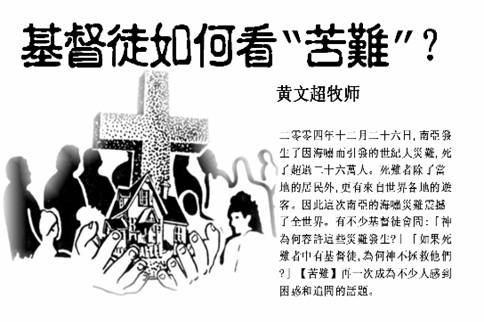 基督徒如何看“苦難”？
黄文超牧师
二零零四年十二月二十六日，南亞發
生了因海嘯而引發的世紀大災難，死
了超過二十六萬人。死難者除了當
地的居民外，更有來自世界各地的遊
客。因此這次南亞的海嘯災難震撼
了全世界。有不少基督徒會問：「神
為何容許這些災難發生?」「如果死
難者中有基督徒，為何神不拯救他們
?」【苦難】再一次成為不少人感到
困惑和追問的話題。